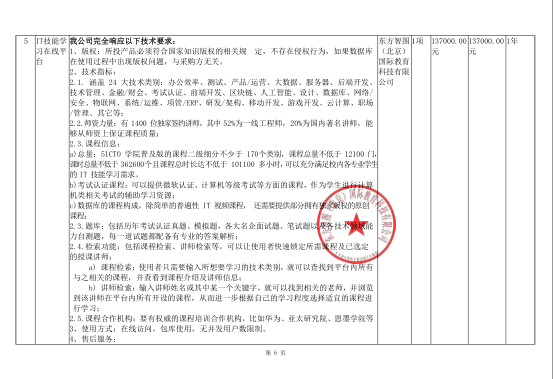 5
IT技能学
习在线平
台
我公司完全响应以下技术要求：
1、版权：所投产品必须符合国家知识版权的相关规 定，不存在侵权行为，如果数据库
在使用过程中出现版权问题，与采购方无关。
2、技术指标：
2.1. 涵盖 24 大技术类别：办公效率、测试、产品/运营、大数据、服务器、后端开发、
技术管理、金融/财会、考试认证、前端开发、区块链、人工智能、设计、数据库、网络/
安全、物联网、系统/运维、项管/ERP、研发/架构、移动开发、游戏开发、云计算、职场
/管理、其它等；
2.2.师资力量：有 1400 位独家签约讲师，其中 52%为一线工程师，20%为国内著名讲师，能
够从师资上保证课程质量；
2.3.课程信息：
a)总量：51CTO 学院普及版的课程二级细分不少于 170个类别，课程总量不低于 12100 门，
课时总量不低于 362600个且课程总时长达不低于 101100 多小时，可以充分满足校内各专业学生
的 IT 技能学习需求。
b)考试认证课程：可以提供微软认证、计算机等级考试等方面的课程，作为学生进行计算
机类相关考试的辅助学习资源；
c)数据库的课程构成，除简单的普遍性 IT 视频课程， 还需要提供部分拥有独家版权的原创
课程；
2.3.题库：包括历年考试认证真题、模拟题，各大名企面试题、笔试题以及各技术领域能
力自测题，每一道试题都配备有专业的答案解析；
2.4.检索功能：包括课程检索、讲师检索等，可以让使用者快速锁定所需课程及已选定
的授课讲师；
a) 课程检索：使用者只需要输入所想要学习的技术类别，就可以查找到平台内所有
与之相关的课程，并查看到课程介绍及讲师信息；
b) 讲师检索：输入讲师姓名或其中某一个关键字，就可以找到相关的老师，并浏览
到该讲师在平台内所有开设的课程，从而进一步根据自己的学习程度选择适宜的课程进
行学习；
2.5.课程合作机构：要有权威的课程培训合作机构，比如华为、亚太研究院、恩墨学院等
3、使用方式：在线访问，包库使用，无并发用户数限制。
4、售后服务：
东方智图
（北京）
国际教育
科技有限
公司
1项
137000.00
元
137000.00
元
1年
第 6 页